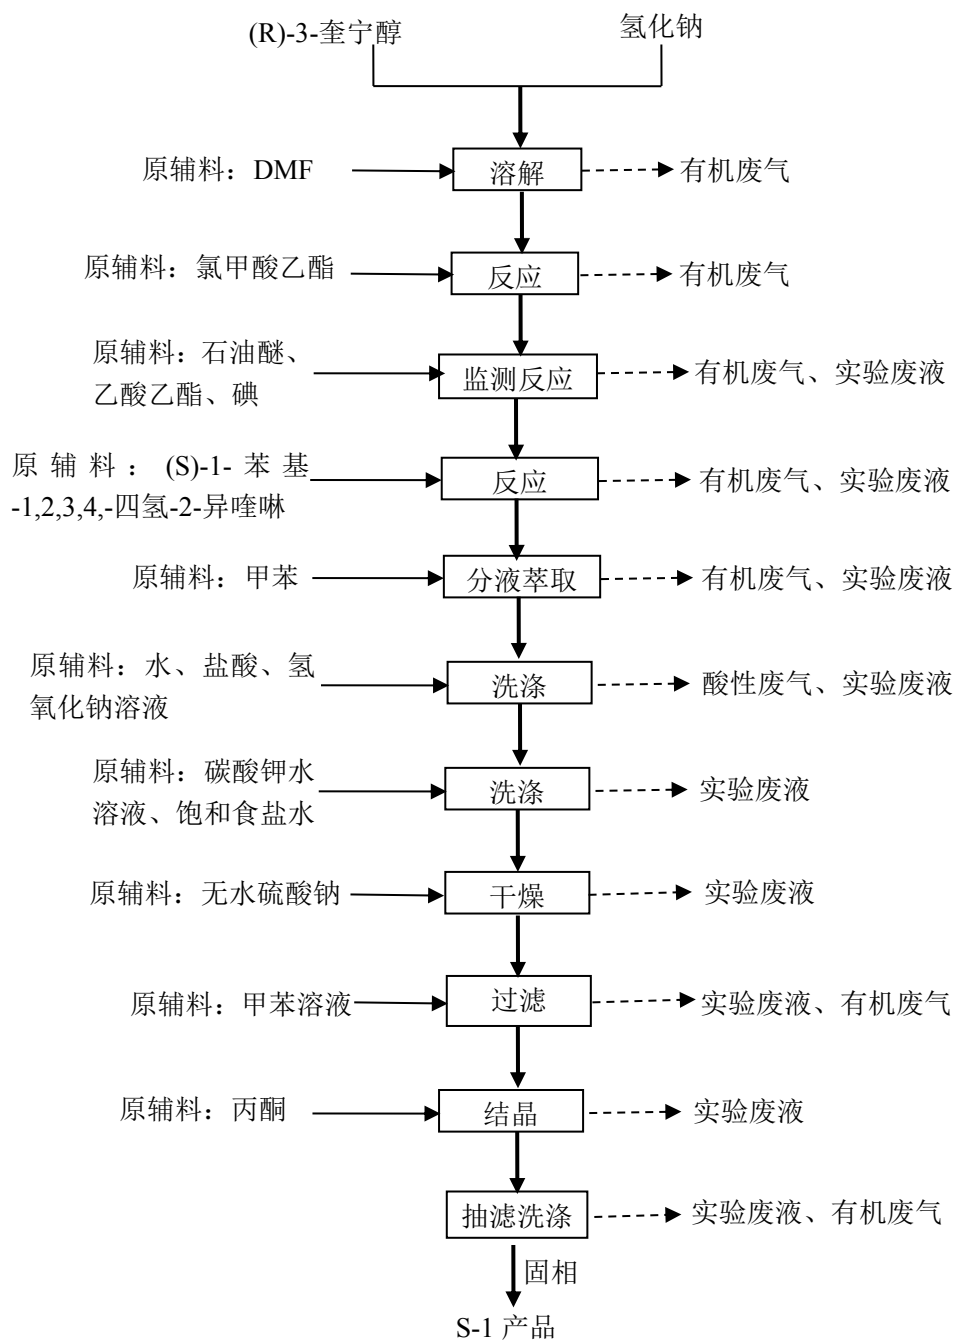 (R)-3-奎宁醇
氢化钠
原辅料：DMF
溶解
有机废气
原辅料：氯甲酸乙酯
反应
有机废气
原辅料：石油醚、
乙酸乙酯、碘
监测反应
有机废气、实验废液
原辅料：(S)-1-苯基
-1,2,3,4,-四氢-2-异喹啉
反应
有机废气、实验废液
原辅料：甲苯
分液萃取
有机废气、实验废液
原辅料：水、盐酸、氢
氧化钠溶液
洗涤
酸性废气、实验废液
原辅料：碳酸钾水
溶液、饱和食盐水
洗涤
实验废液
原辅料：无水硫酸钠
干燥
实验废液
原辅料：甲苯溶液
过滤
实验废液、有机废气
原辅料：丙酮
结晶
实验废液
抽滤洗涤
实验废液、有机废气
固相
S-1 产品